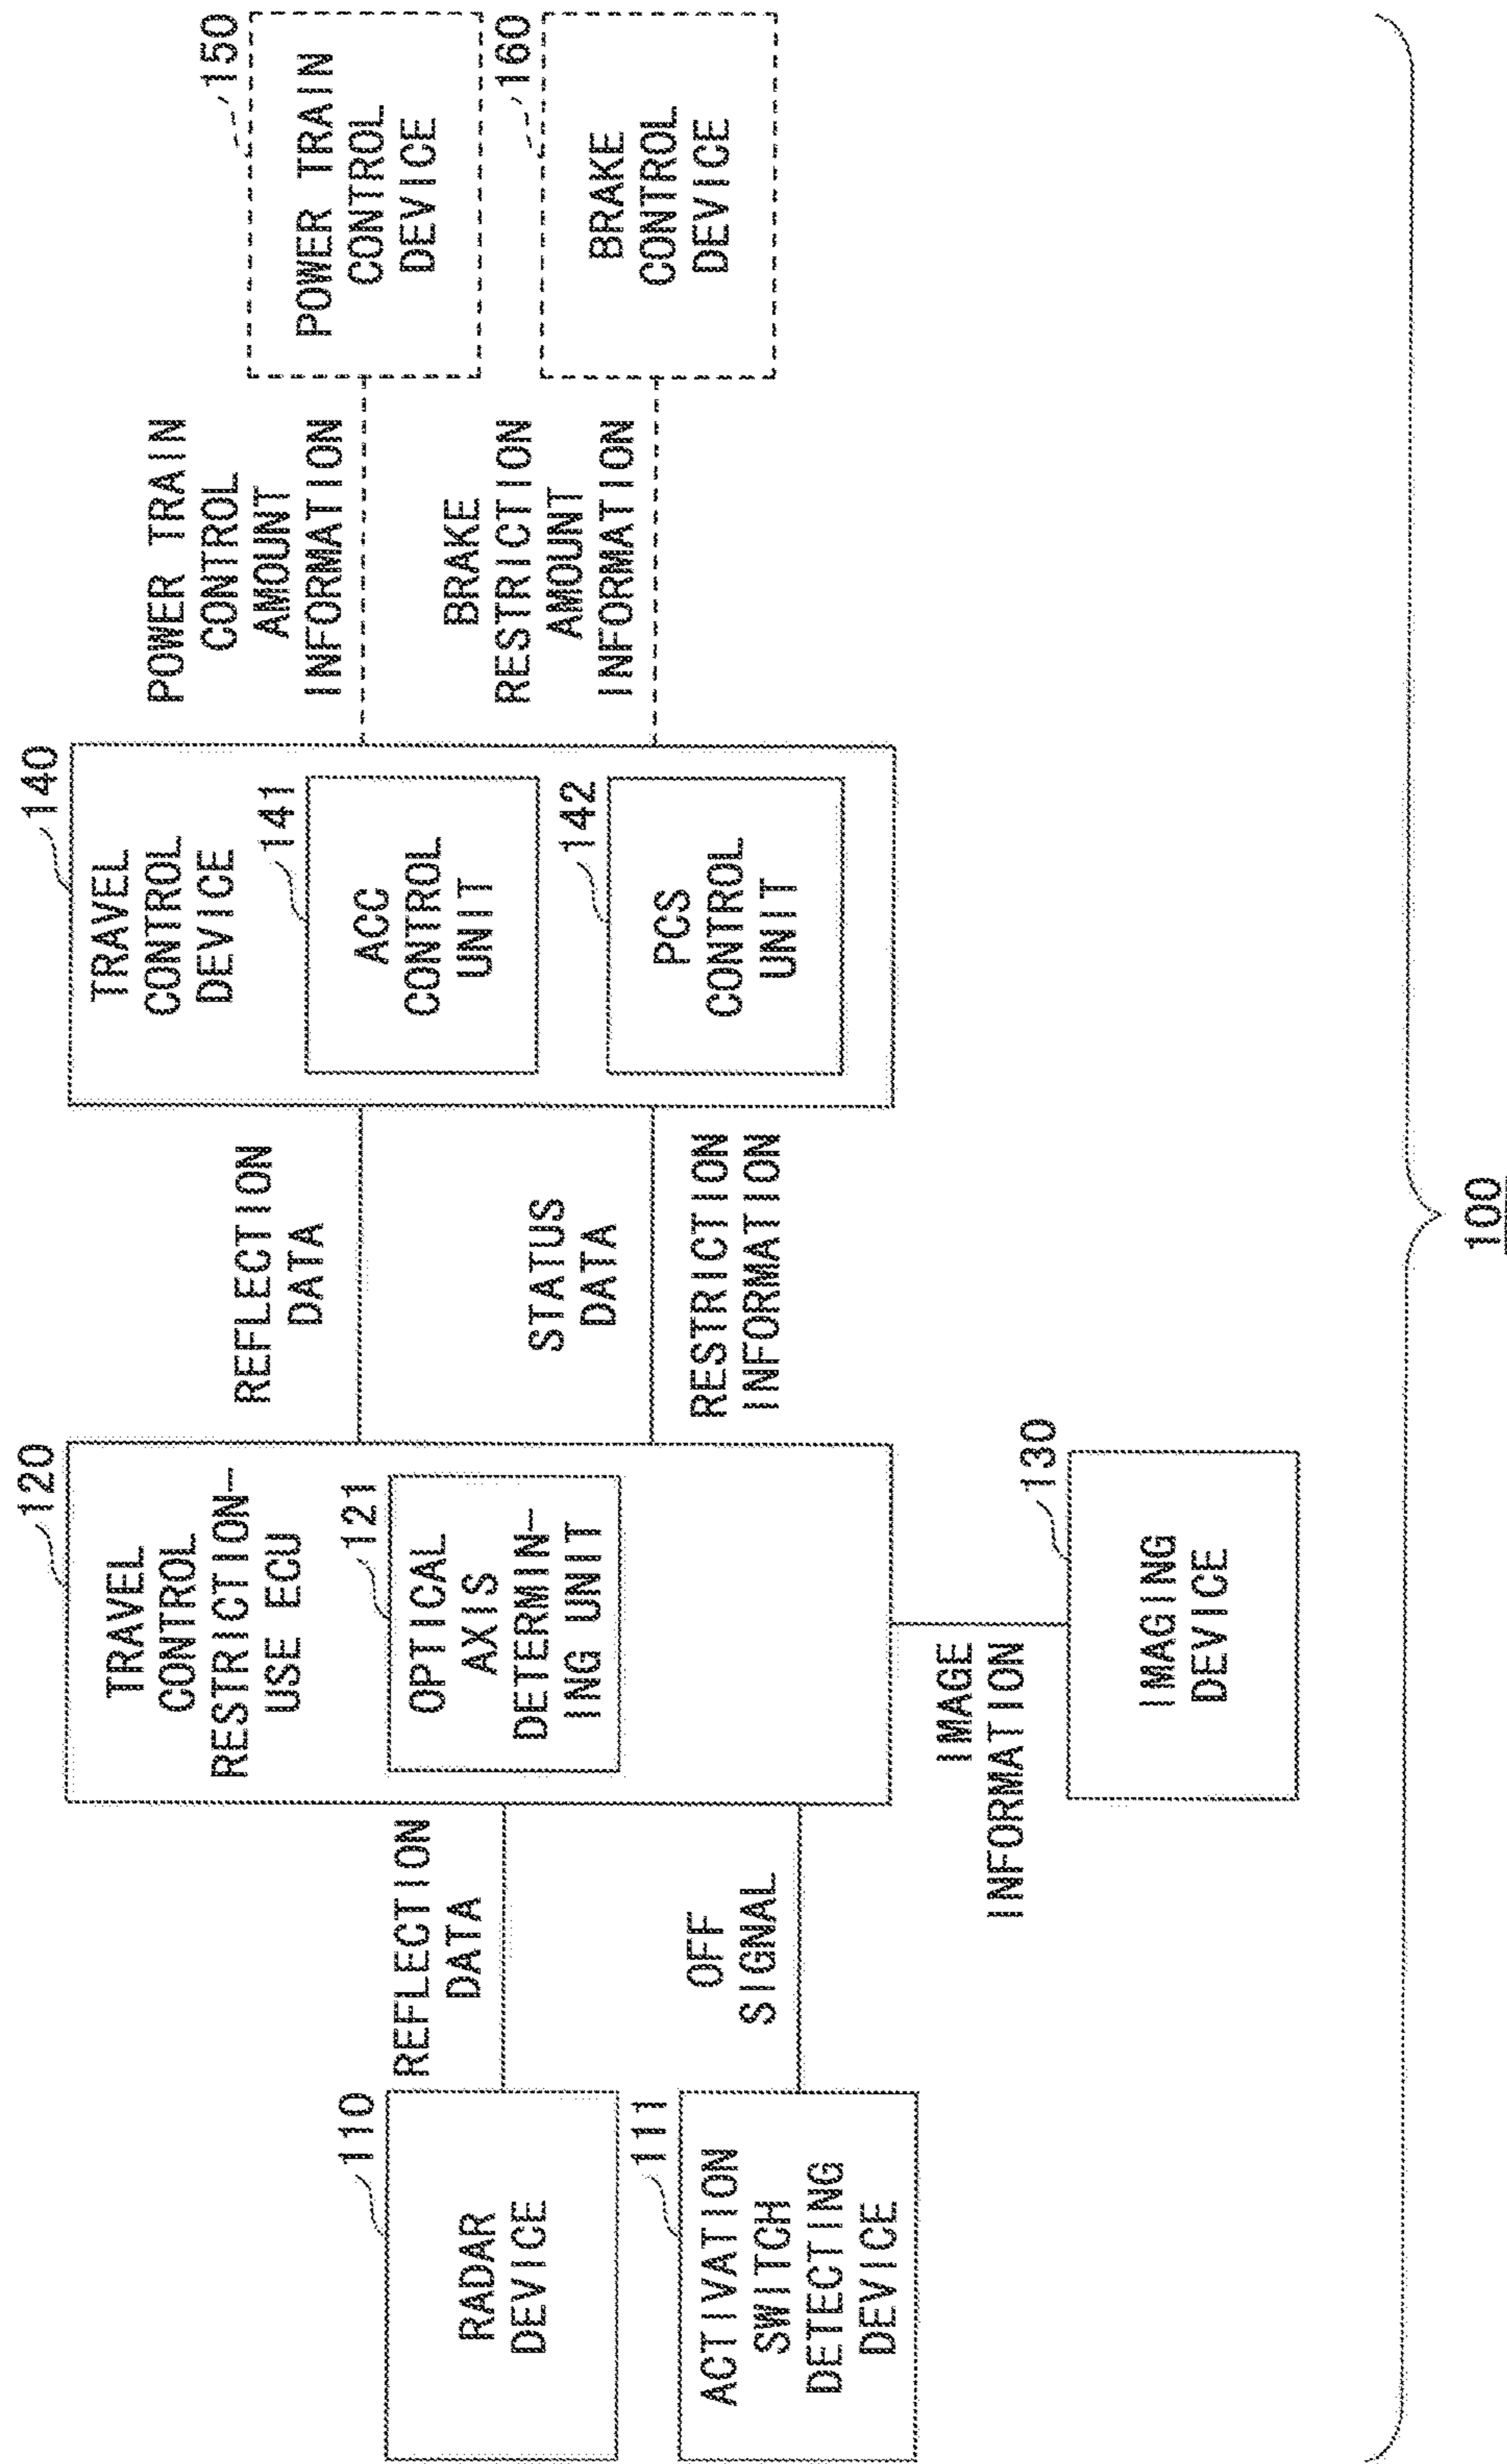 110
RADAR
DEVICE
111
ACTIVATION
SWITCH
DETECTING
DEVICE
REFLECTION
DATA
OFF
SIGNAL
120
TRAVEL
CONTROL
RESTRICTION-
USE ECU
121
OPTICAL
AXIS
DETERMIN-
ING UNIT
IMAGE
INFORMATION
130
IMAGING
DEVICE
REFLECTION
DATA
STATUS
DATA
RESTRICTION
INFORMATION
140
TRAVEL
CONTROL
DEVICE
141
ACC
CONTROL
UNIT
142
PCS
CONTROL
UNIT
POWER TRAIN
CONTROL
AMOUNT
INFORMATION
BRAKE
RESTRICTION
AMOUNT
INFORMATION
150
POWER TRAIN
CONTROL
DEVICE
160
BRAKE
CONTROL
DEVICE
100